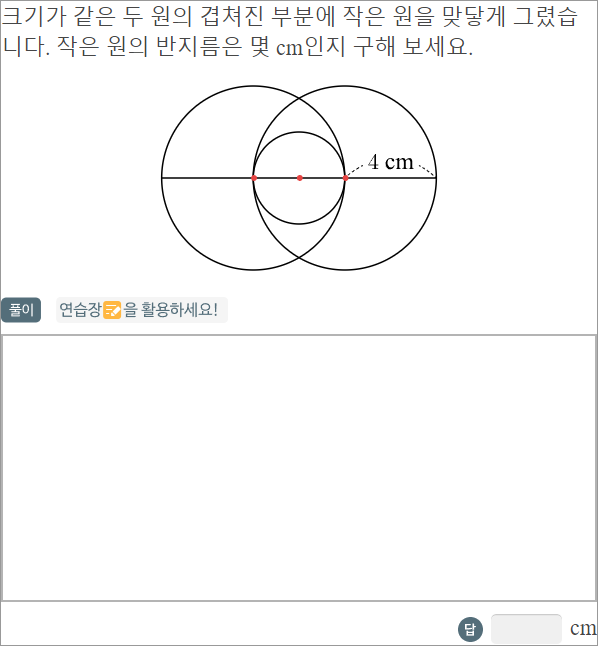 크기가 같은 두 원의 겹쳐진 부분에 작은 원을 맞닿게 그렸습
니다. 작은 원의 반지름은 몇 cm인지 구해 보세요.
4 cm
풀이 연습장을 활용하세요!
답 cm